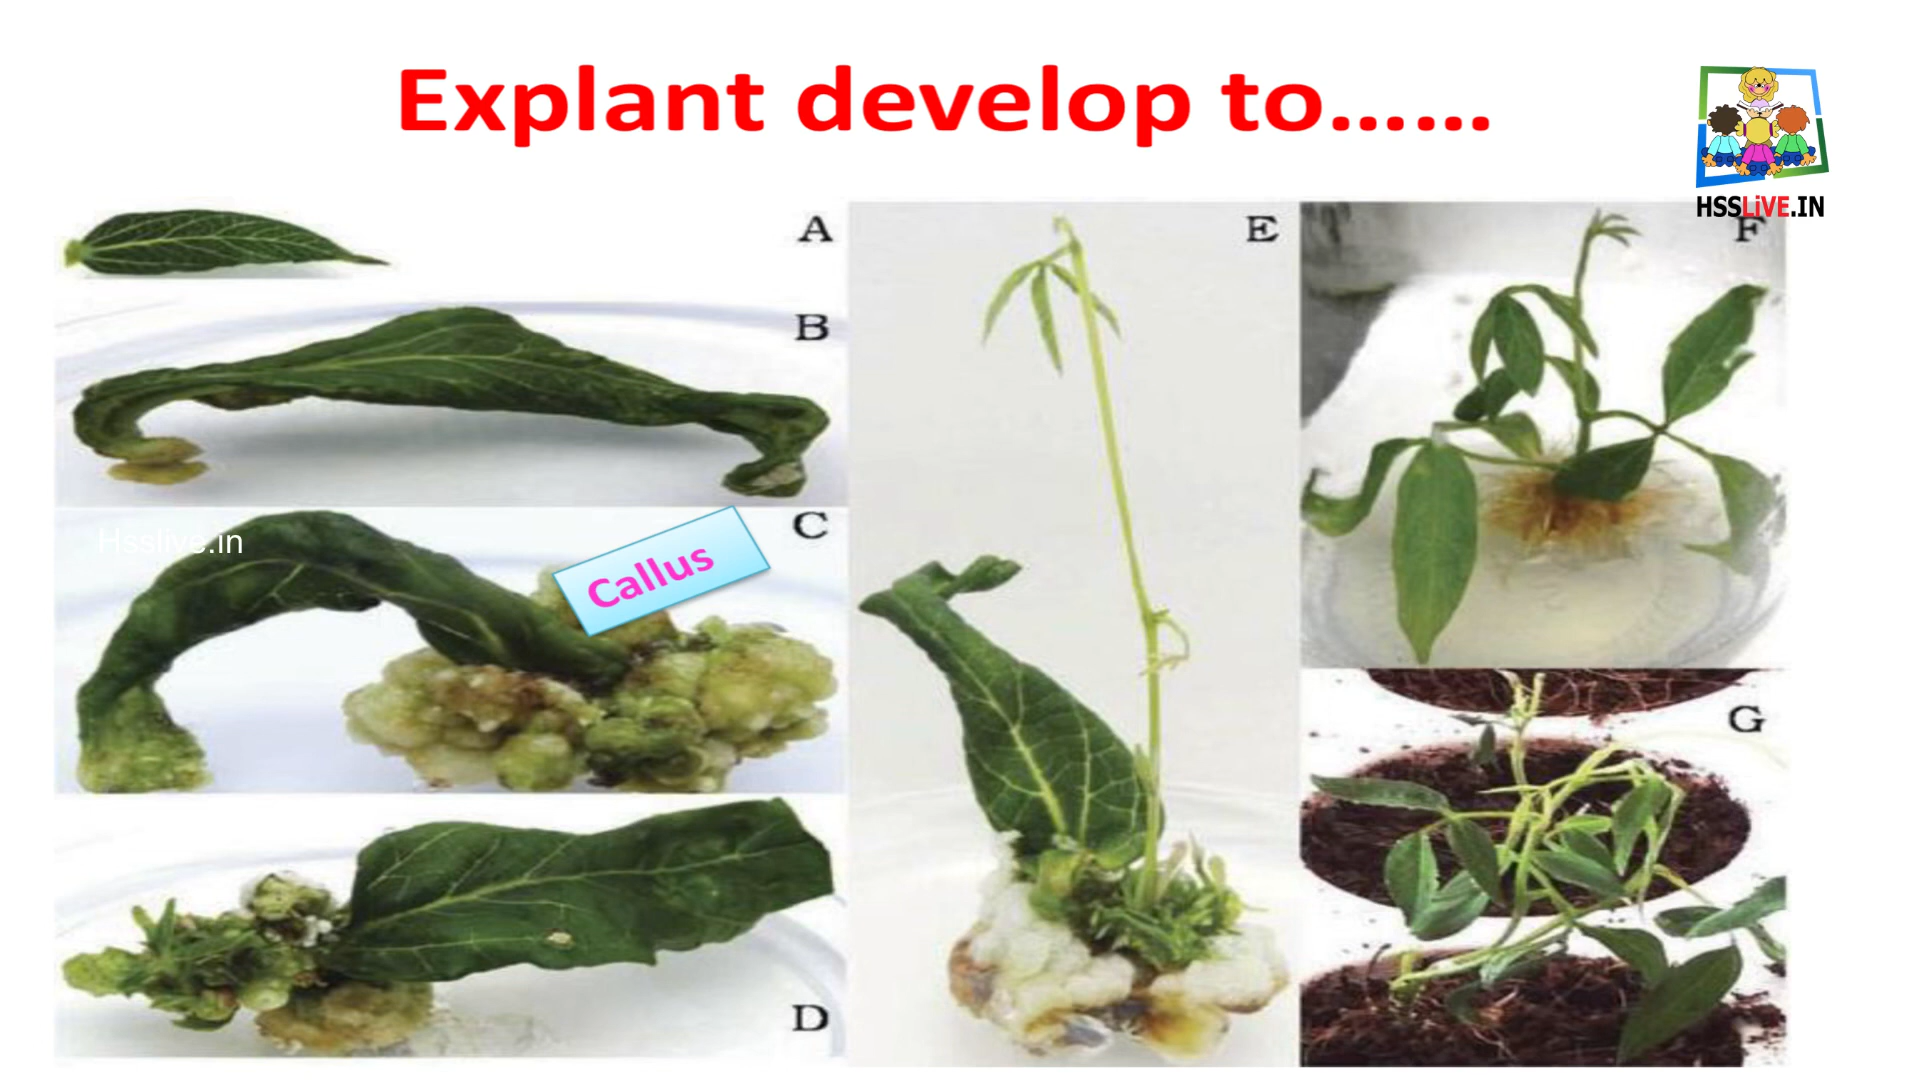 Explant develop to......
HSSLiVE.IN
A
E
F
B
C
Hsslive.in
Callus
G
D